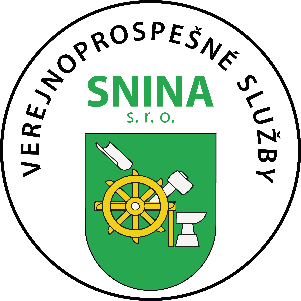 VEREJNOPROSPEŠNÉ SLUŽBY
SNINA
s. r. o.